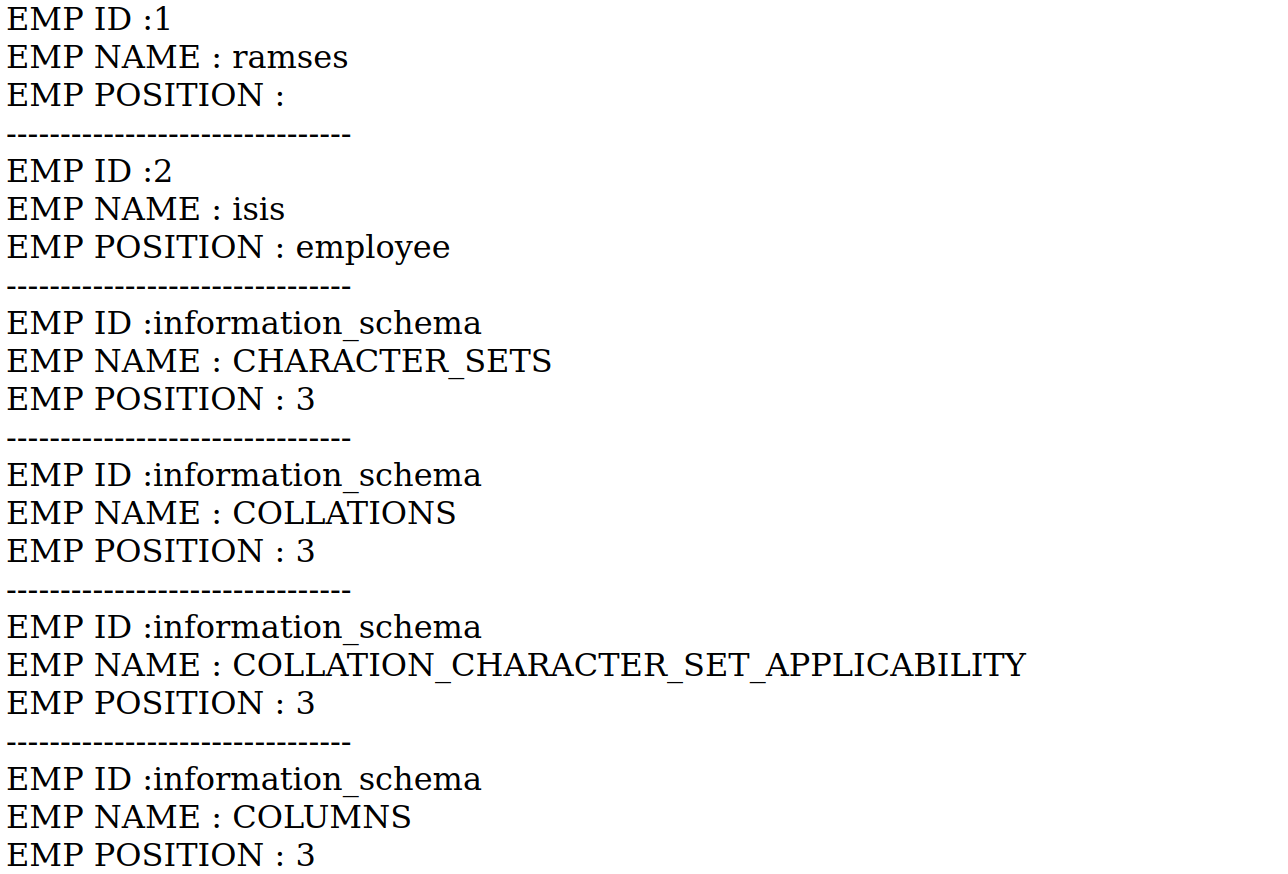 EMP ID :1
EMP NAME : ramses
EMP POSITION :
--------------------------------
EMP ID :2
EMP NAME : isis
EMP POSITION : employee
--------------------------------
EMP ID :information_schema
EMP NAME : CHARACTER_SETS
EMP POSITION : 3
--------------------------------
EMP ID :information_schema
EMP NAME : COLLATIONS
EMP POSITION : 3
--------------------------------
EMP ID :information_schema
EMP NAME : COLLATION_CHARACTER_SET_APPLICABILITY
EMP POSITION : 3
--------------------------------
EMP ID :information_schema
EMP NAME : COLUMNS
EMP POSITION : 3